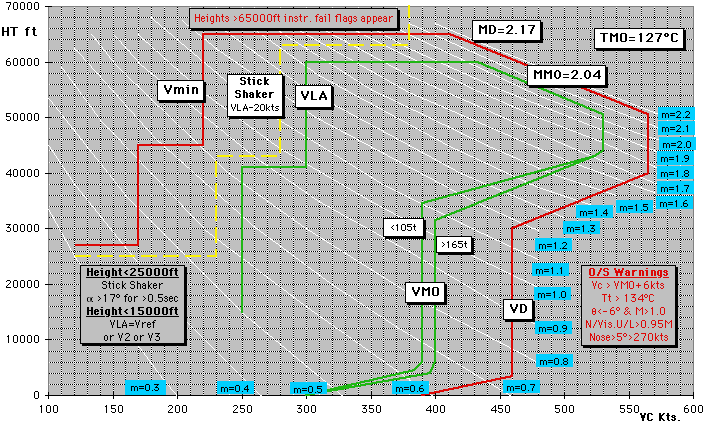 70000
HT ft
60000
50000
40000
30000
20000
10000
0
Heights >65000ft instr. fail flags appear
MD=2.17
TMO=127°C
MMO=2.04
Vmin
Stick
Shaker
VLA-20kts
VLA
m=2.2
m=2.1
m=2.0
m=1.9
m=1.8
m=1.7
m=1.6
m=1.5
m=1.4
m=1.3
m=1.2
m=1.1
m=1.0
m=0.9
m=0.8
<105t
>165t
VMO
VD
Height<25000ft
Stick Shaker
α >17° for >0.5sec
Height<15000ft
VLA=Vref
or V2 or V3
O/S Warnings
Vc > VMO+6kts
Tt > 134°C
θ<-6° & M>1.0
N/Vis.U/L>0.95M
Nose>5°>270kts
m=0.3
m=0.4
m=0.5
m=0.6
m=0.7
100 150 200 250 300 350 400 450 500 550 600
VC Kts.